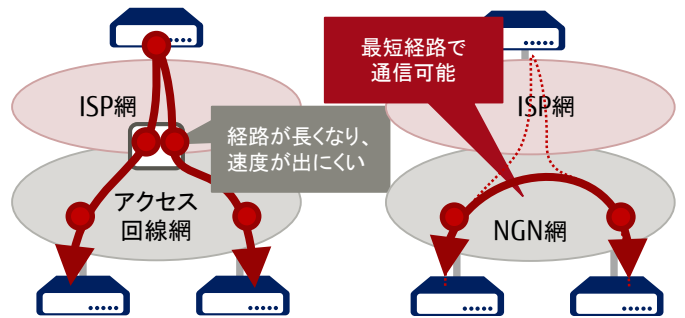 ISP網
経路が長くなり、
速度が出にくい
アクセス
回線網
最短経路で
通信可能
ISP網
NGN網